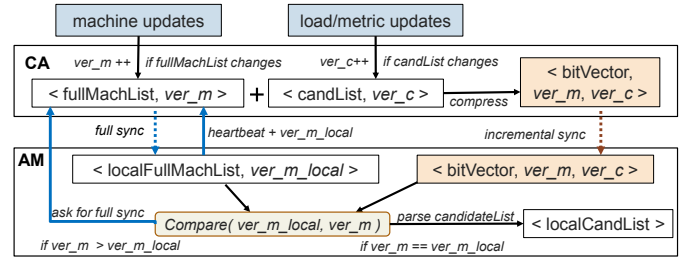 machine updates
load/metric updates
CA
ver_m ++
if fullMachList changes
ver_c++
if candList changes
< fullMachList, ver_m >
+
< candList, ver_c >
compress
< bitVector,
ver_m, ver_c >
full sync
heartbeat + ver_m_local
incremental sync
AM
< localFullMachList, ver_m_local >
< bitVector, ver_m, ver_c >
ask for full sync
Compare( ver_m_local, ver_m )
parse candidateList
< localCandList >
if ver_m > ver_m_local
if ver_m == ver_m_local